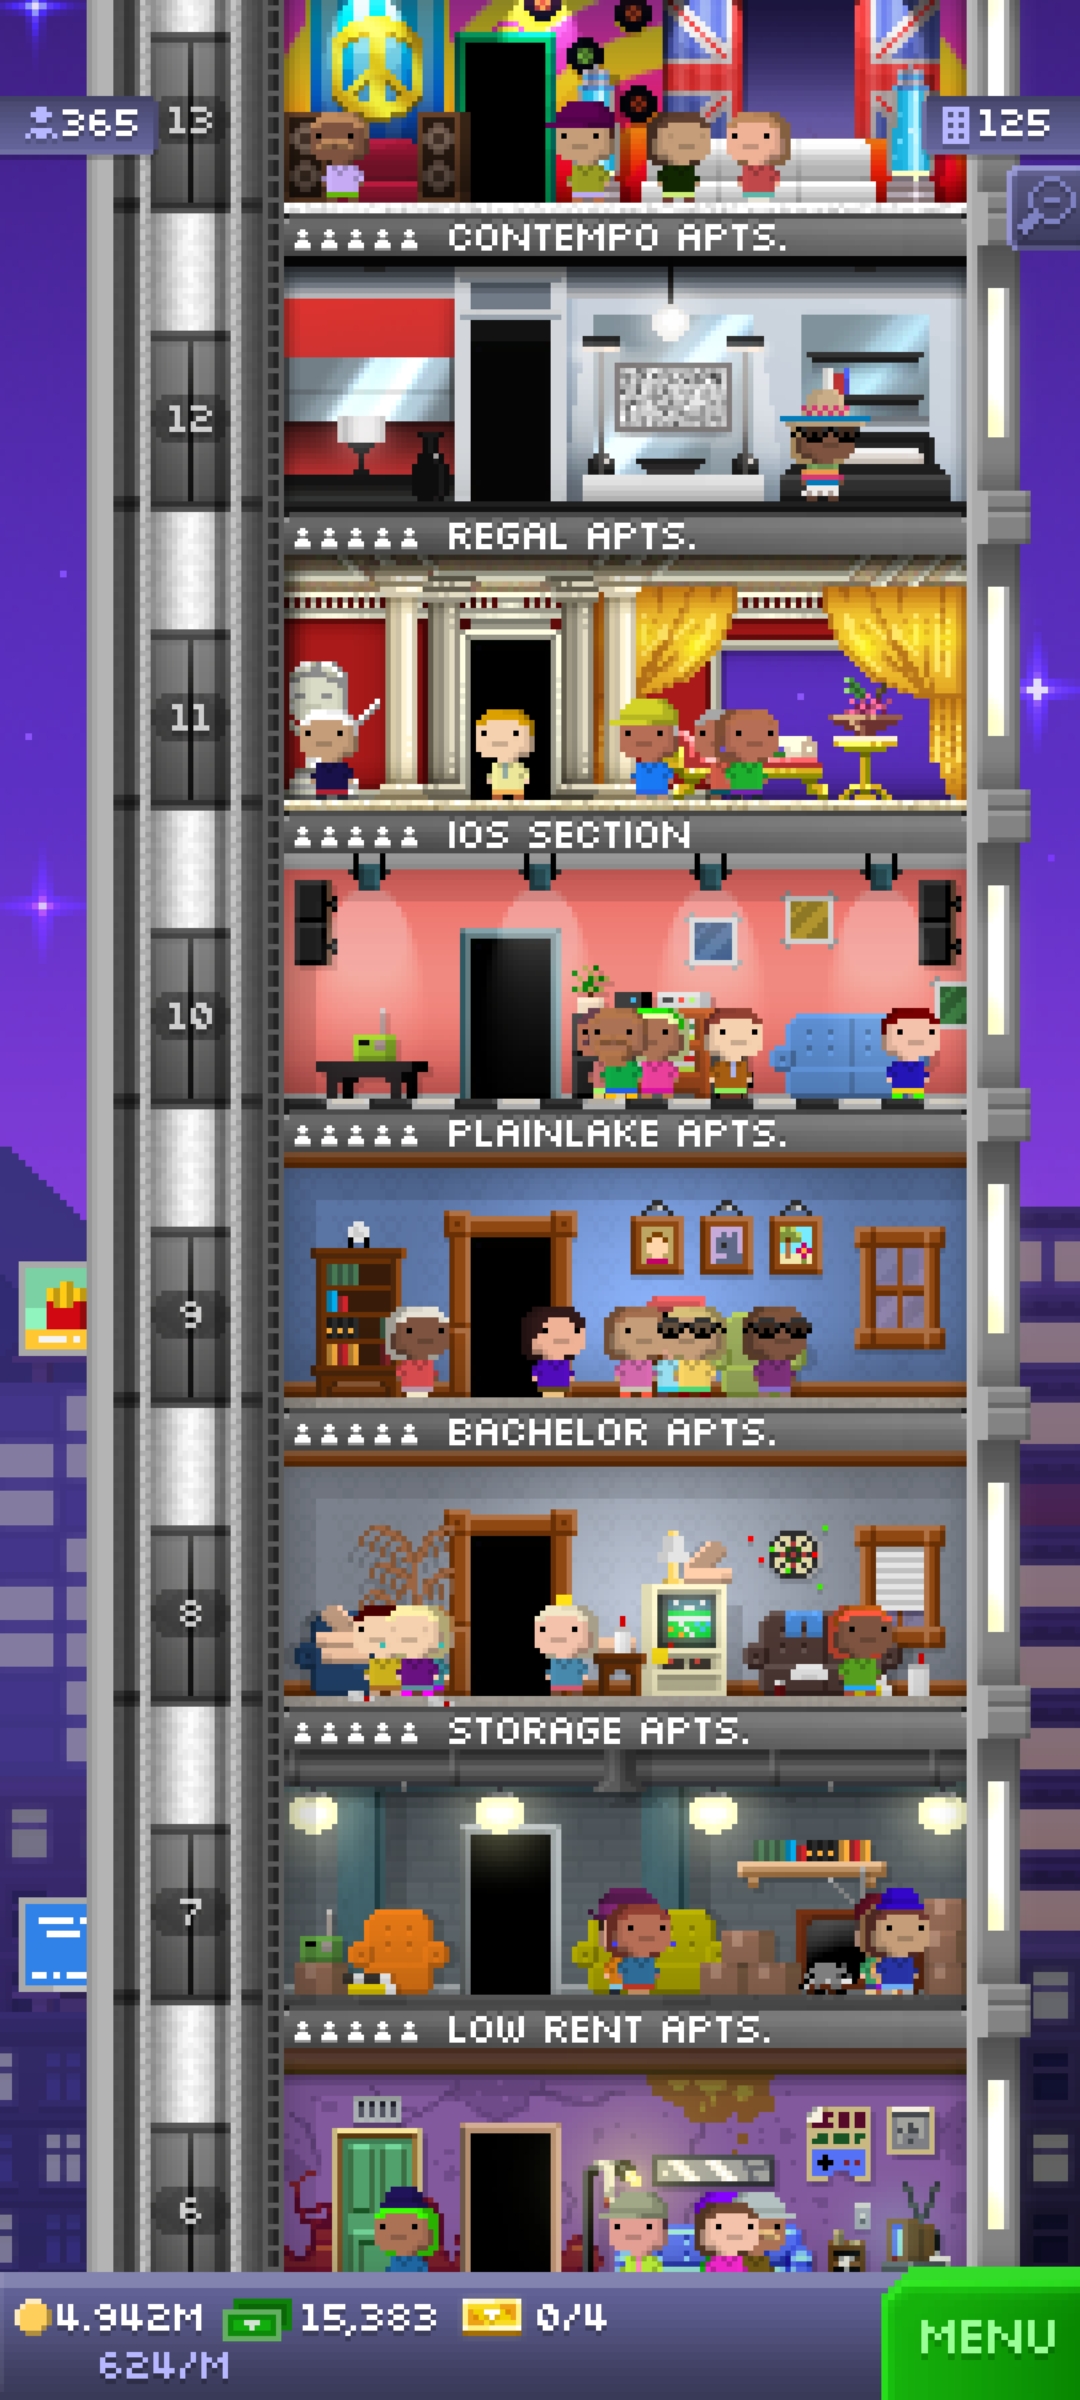 365
13
125
CONTEMPO APTS.
12
REGAL APTS.
11
IOS SECTION
10
PLAINLAKE APTS.
9
BACHELOR APTS.
8
STORAGE APTS.
7
LOW RENT APTS.
6
4.942M 15,383 0/4
624/M
MENU